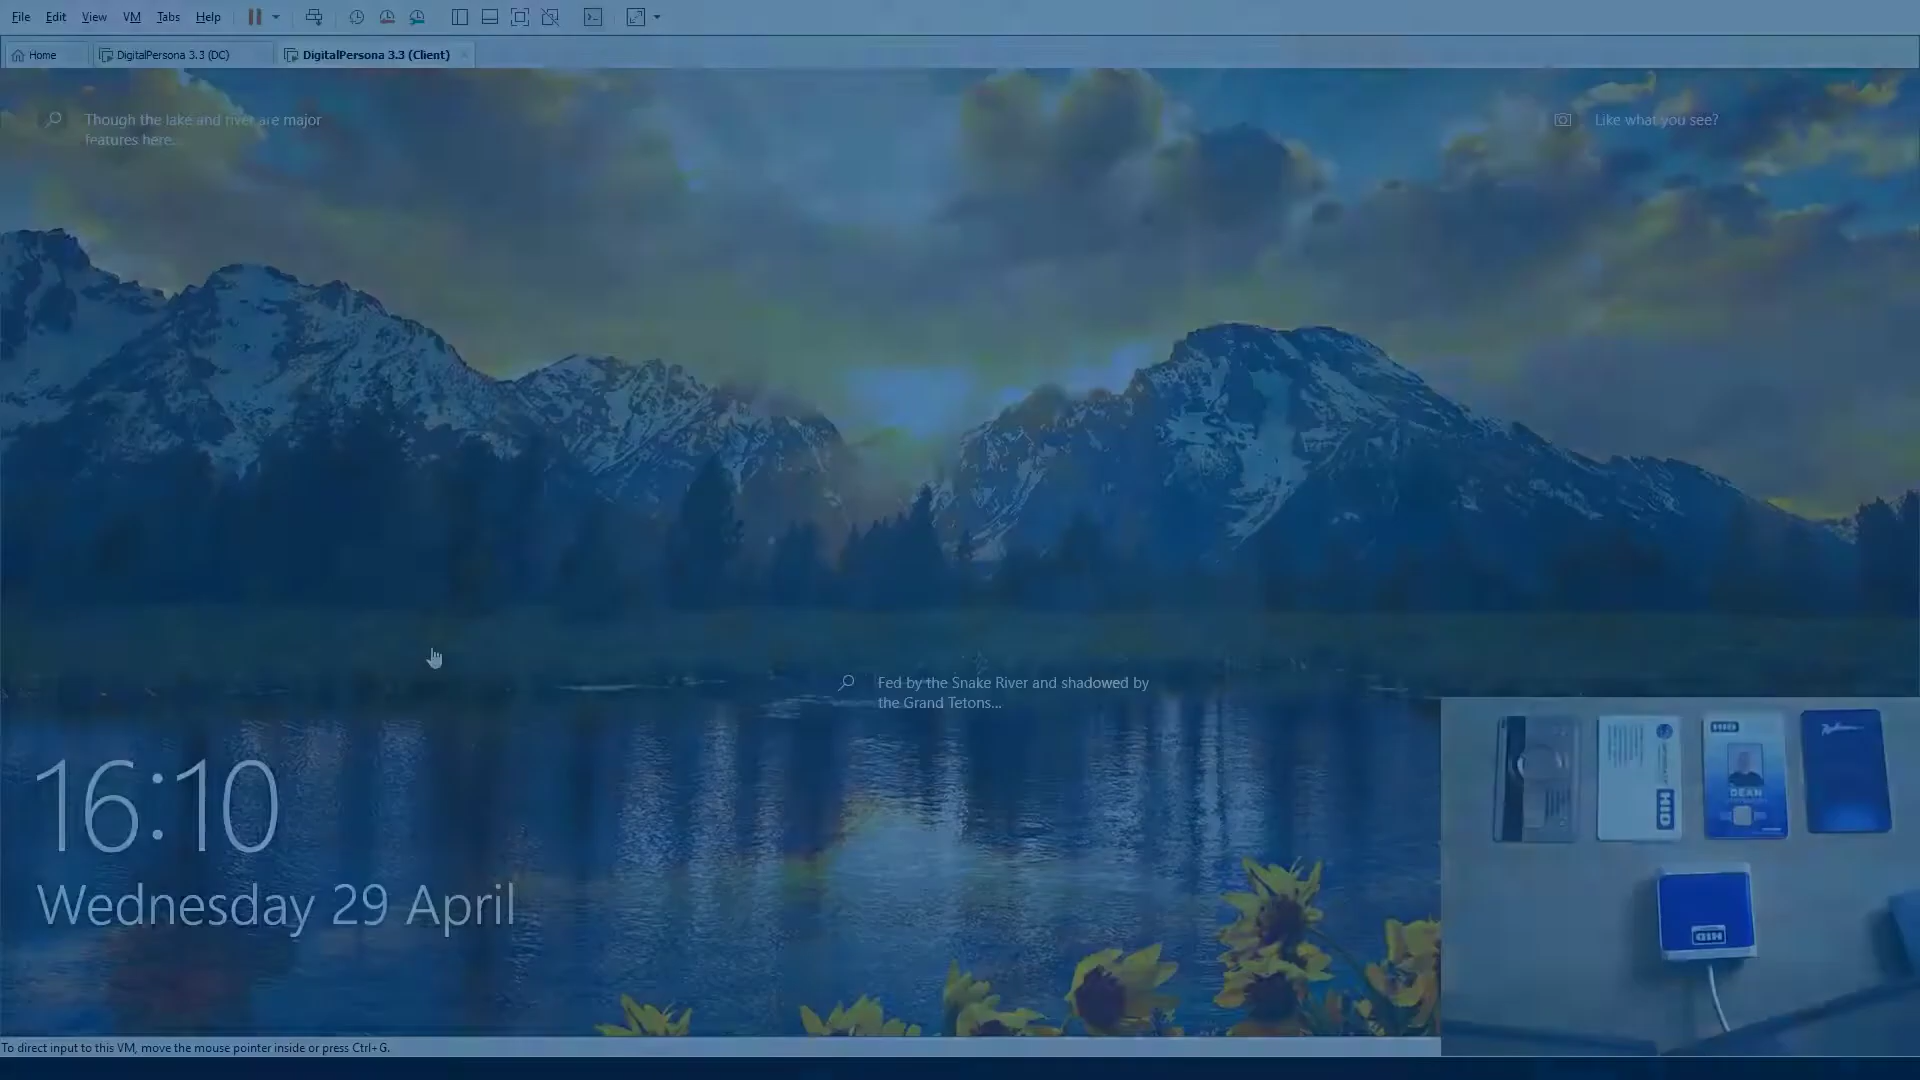 File Edit View VM Tabs Help
Home DigitalPersona 3.3 (DC) DigitalPersona 3.3 (Client)
Though the lake and river are major
features here...
Like what you see?
Fed by the Snake River and shadowed by
the Grand Tetons...
16:10
Wednesday 29 April
HID
HID
DEAN
HID
To direct input to this VM, move the mouse pointer inside or press Ctrl+G.